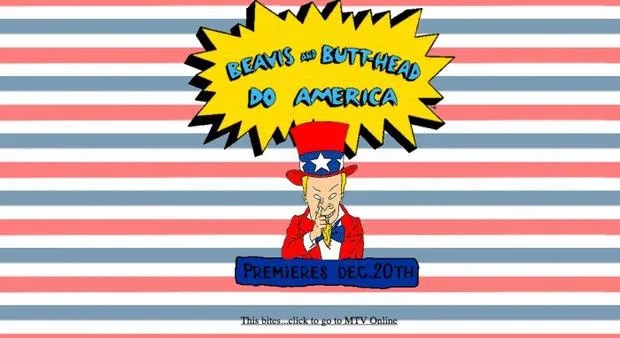 BEAVIS AND BUTT-HEAD
DO AMERICA
PREMIERES DEC.20TH
This bites...click to go to MTV Online